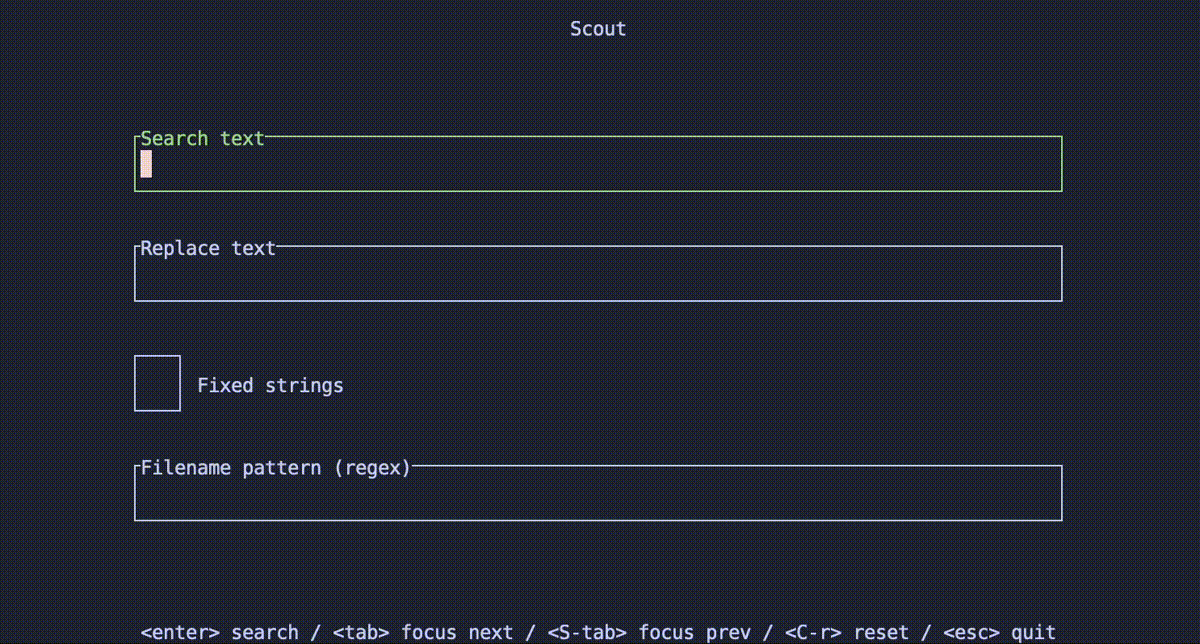 Scout
Search text
Replace text
Fixed strings
Filename pattern (regex)
<enter> search / <tab> focus next / <S-tab> focus prev / <C-r> reset / <esc> quit